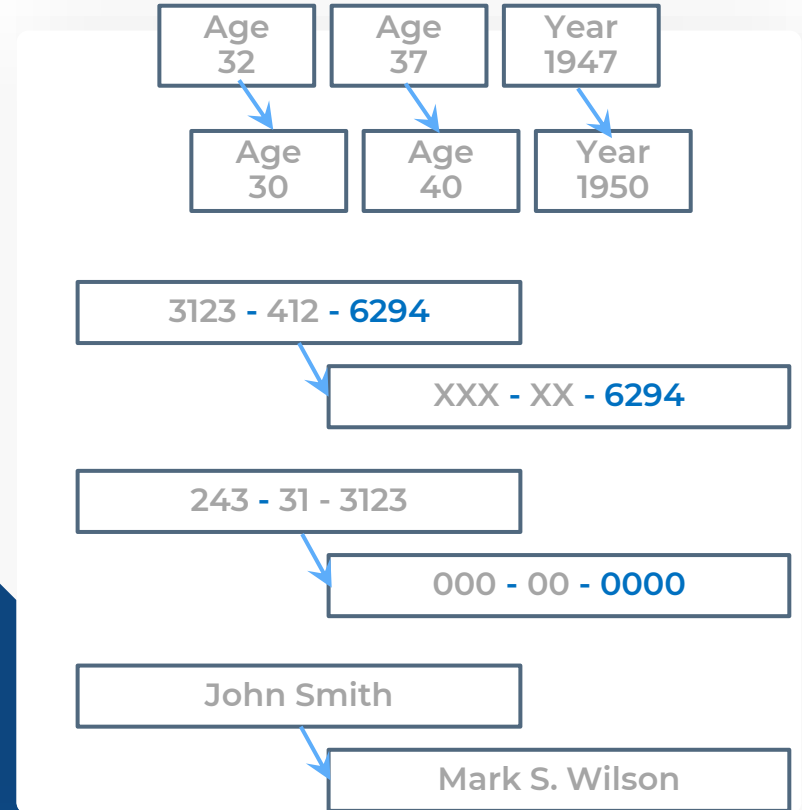 Age
32
Age
37
Year
1947
Age
30
Age
40
Year
1950
3123 - 412 - 6294
XXX - XX - 6294
243 - 31 - 3123
000 - 00 - 0000
John Smith
Mark S. Wilson